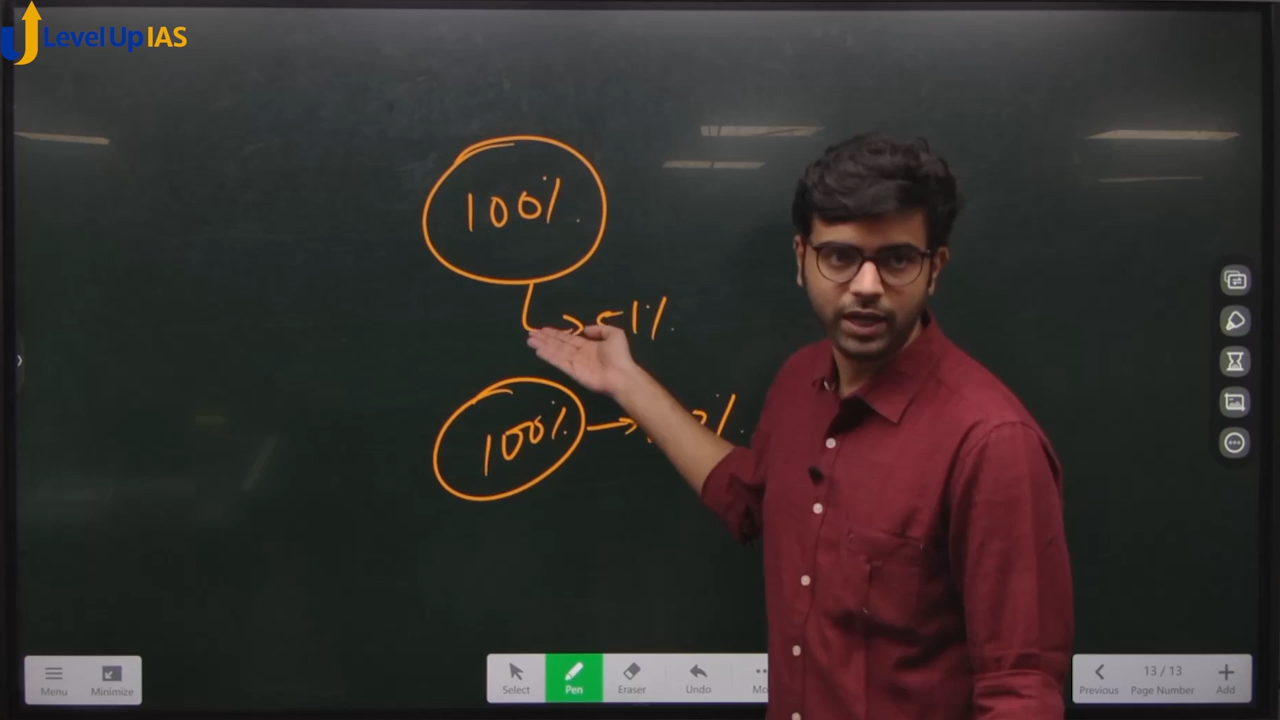 Level Up IAS
100%
51%
100%
Menu
Minimize
Select
Pen
Eraser
Undo
Previous
13 / 13
Page Number
Add